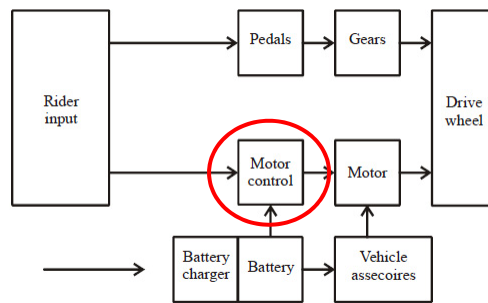 Pedals
Gears
Rider
input
Drive
wheel
Motor
control
Motor
Battery
charger
Battery
Vehicle
assecoires